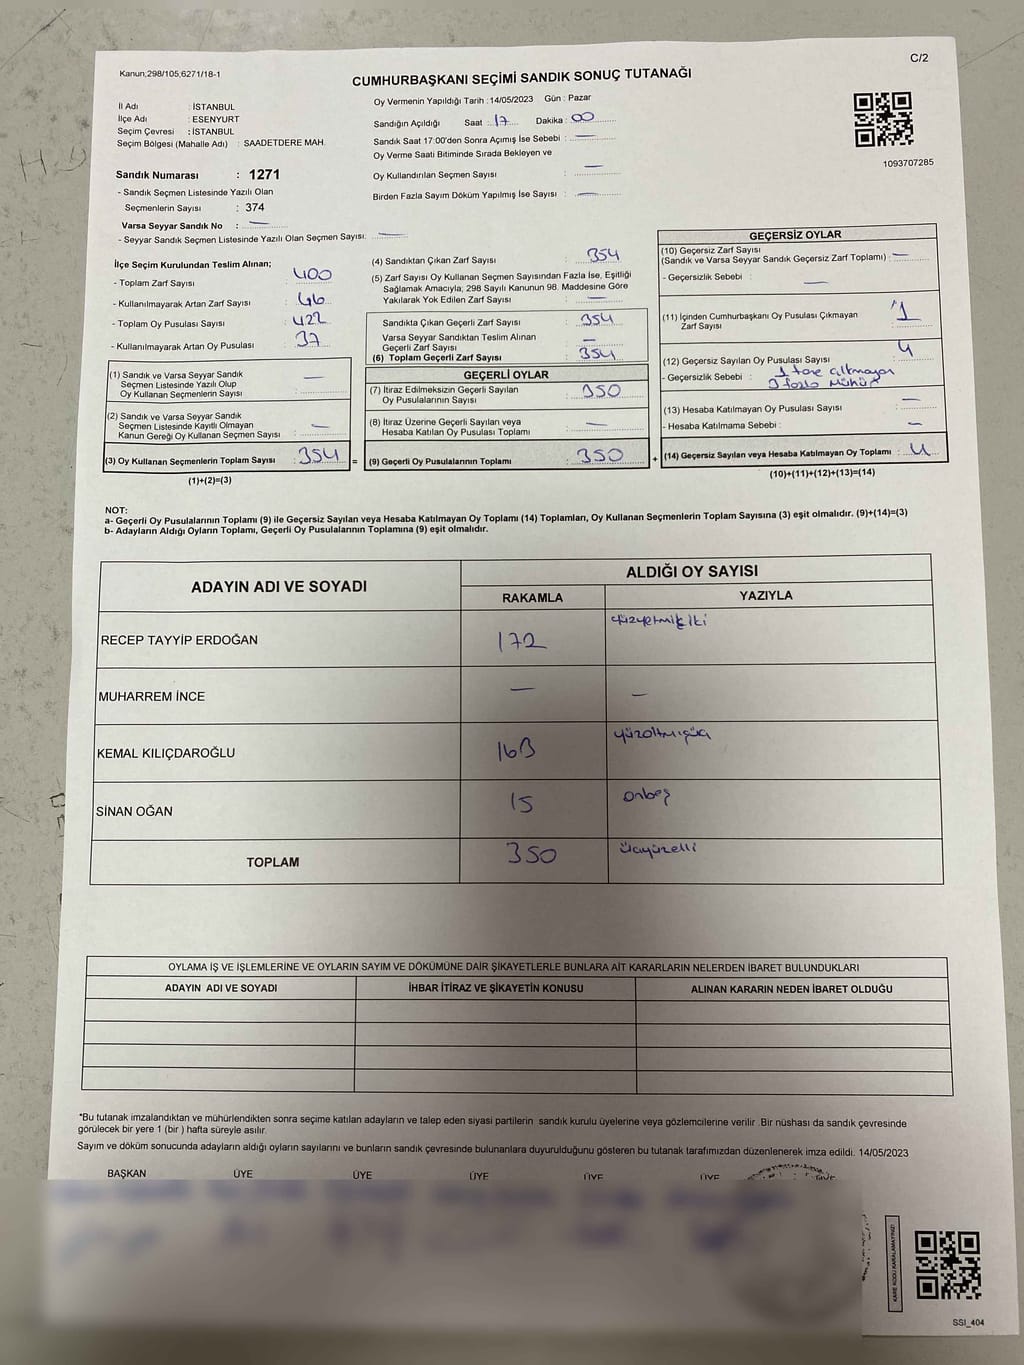 Kanun,298/105,6271/18-1
C/2
CUMHURBAŞKANI SEÇİMİ SANDIK SONUÇ TUTANAĞI
İl Adı : İSTANBUL
İlçe Adı : ESENYURT
Seçim Çevresi : İSTANBUL
Seçim Bölgesi (Mahalle Adı) : SAADETDERE MAH.
Oy Vermenin Yapıldığı Tarih :14/05/2023 Gün : Pazar
Sandığın Açıldığı Saat : 17 Dakika : 00
Sandık Saat 17:00'den Sonra Açımış İse Sebebi : —
Oy Verme Saati Bitiminde Sırada Bekleyen ve
Oy Kullandırılan Seçmen Sayısı : —
Birden Fazla Sayım Döküm Yapılmış İse Sayısı : —
1093707285
Sandık Numarası : 1271
- Sandık Seçmen Listesinde Yazılı Olan
Seçmenlerin Sayısı : 374
Varsa Seyyar Sandık No : —
- Seyyar Sandık Seçmen Listesinde Yazılı Olan Seçmen Sayısı: —
İlçe Seçim Kurulundan Teslim Alınan;
- Toplam Zarf Sayısı : 400
- Kullanılmayarak Artan Zarf Sayısı : 46
- Toplam Oy Pusulası Sayısı : 422
- Kullanılmayarak Artan Oy Pusulası : 37
(1) Sandık ve Varsa Seyyar Sandık
Seçmen Listesinde Yazılı Olup
Oy Kullanan Seçmenlerin Sayısı : —
(2) Sandık ve Varsa Seyyar Sandık
Seçmen Listesinde Kayıtlı Olmayan
Kanun Gereği Oy Kullanan Seçmen Sayısı : —
(3) Oy Kullanan Seçmenlerin Toplam Sayısı : 354 =
(1)+(2)=(3)
(4) Sandıktan Çıkan Zarf Sayısı : 354
(5) Zarf Sayısı Oy Kullanan Seçmen Sayısından Fazla İse, Eşitliği
Sağlamak Amacıyla; 298 Sayılı Kanunun 98. Maddesine Göre
Yakılarak Yok Edilen Zarf Sayısı : —
Sandıkta Çıkan Geçerli Zarf Sayısı : 354
Varsa Seyyar Sandıktan Teslim Alınan
Geçerli Zarf Sayısı : —
(6) Toplam Geçerli Zarf Sayısı : 354
GEÇERLİ OYLAR
(7) İtiraz Edilmeksizin Geçerli Sayılan
Oy Pusulalarının Sayısı : 350
(8) İtiraz Üzerine Geçerli Sayılan veya
Hesaba Katılan Oy Pusulası Toplamı : —
(9) Geçerli Oy Pusulalarının Toplamı : 350 +
GEÇERSİZ OYLAR
(10) Geçersiz Zarf Sayısı
(Sandık ve Varsa Seyyar Sandık Geçersiz Zarf Toplamı) : —
- Geçersizlik Sebebi : —
(11) İçinden Cumhurbaşkanı Oy Pusulası Çıkmayan
Zarf Sayısı : 1
(12) Geçersiz Sayılan Oy Pusulası Sayısı : 4
- Geçersizlik Sebebi : 1 tane çıkmayan
3 fazla mühür
(13) Hesaba Katılmayan Oy Pusulası Sayısı : —
- Hesaba Katılmama Sebebi : —
(14) Geçersiz Sayılan veya Hesaba Katılmayan Oy Toplamı : 4
(10)+(11)+(12)+(13)=(14)
NOT:
a- Geçerli Oy Pusulalarının Toplamı (9) ile Geçersiz Sayılan veya Hesaba Katılmayan Oy Toplamı (14) Toplamları, Oy Kullanan Seçmenlerin Toplam Sayısına (3) eşit olmalıdır. (9)+(14)=(3)
b- Adayların Aldığı Oyların Toplamı, Geçerli Oy Pusulalarının Toplamına (9) eşit olmalıdır.
ADAYIN ADI VE SOYADI
ALDIĞI OY SAYISI
RAKAMLA YAZIYLA
RECEP TAYYİP ERDOĞAN 172 yüzyetmişiki
MUHARREM İNCE — —
KEMAL KILIÇDAROĞLU 163 yüzaltmışüç
SİNAN OĞAN 15 onbeş
TOPLAM 350 üçyüzelli
OYLAMA İŞ VE İŞLEMLERİNE VE OYLARIN SAYIM VE DÖKÜMÜNE DAİR ŞİKAYETLERLE BUNLARA AİT KARARLARIN NELERDEN İBARET BULUNDUKLARI
ADAYIN ADI VE SOYADI İHBAR İTİRAZ VE ŞİKAYETİN KONUSU ALINAN KARARIN NEDEN İBARET OLDUĞU
*Bu tutanak imzalandıktan ve mühürlendikten sonra seçime katılan adayların ve talep eden siyasi partilerin sandık kurulu üyelerine veya gözlemcilerine verilir .Bir nüshası da sandık çevresinde
görülecek bir yere 1 (bir ) hafta süreyle asılır.
Sayım ve döküm sonucunda adayların aldığı oyların sayılarını ve bunların sandık çevresinde bulunanlara duyurulduğunu gösteren bu tutanak tarafımızdan düzenlenerek imza edildi. 14/05/2023
BAŞKAN ÜYE ÜYE ÜYE ÜYE ÜYE
KARE KODU KARALAMAYINIZ!
SSI_404